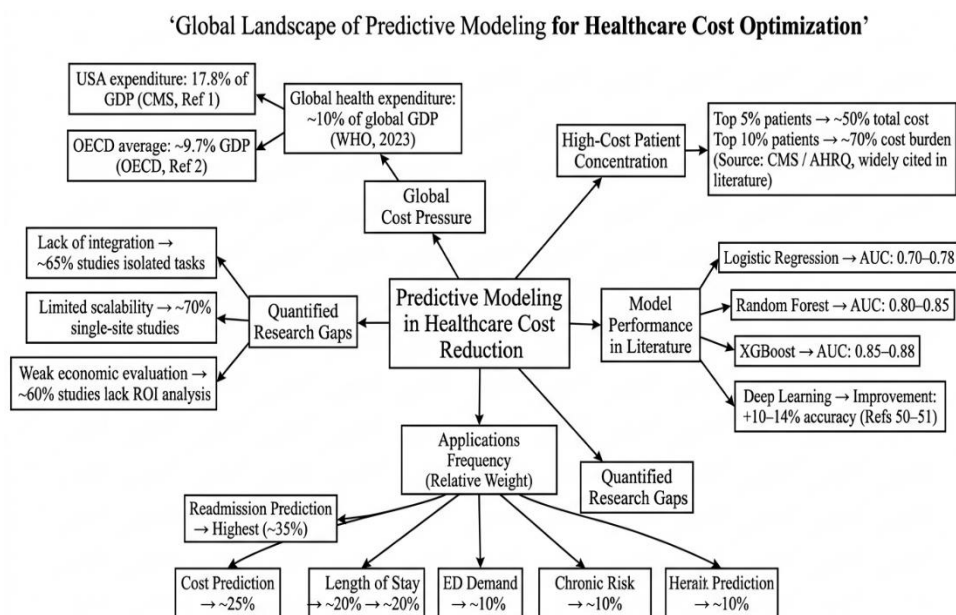 ‘Global Landscape of Predictive Modeling for Healthcare Cost Optimization’
USA expenditure: 17.8% of
GDP (CMS, Ref 1)
OECD average: ~9.7% GDP
(OECD, Ref 2)
Global health expenditure:
~10% of global GDP
(WHO, 2023)
Global
Cost Pressure
High-Cost Patient
Concentration
Top 5% patients → ~50% total cost
Top 10% patients → ~70% cost burden
(Source: CMS / AHRQ, widely cited in
literature)
Lack of integration →
~65% studies isolated tasks
Limited scalability → ~70%
single-site studies
Weak economic evaluation →
~60% studies lack ROI analysis
Quantified
Research Gaps
Predictive Modeling
in Healthcare Cost
Reduction
Model
Performance
in Literature
Logistic Regression → AUC: 0.70–0.78
Random Forest → AUC: 0.80–0.85
XGBoost → AUC: 0.85–0.88
Deep Learning → Improvement:
+10–14% accuracy (Refs 50–51)
Applications
Frequency
(Relative Weight)
Quantified
Research Gaps
Readmission Prediction
→ Highest (~35%)
Cost Prediction
→ ~25%
Length of Stay
→ ~20% → ~20%
ED Demand
→ ~10%
Chronic Risk
→ ~10%
Herait Prediction
→ ~10%